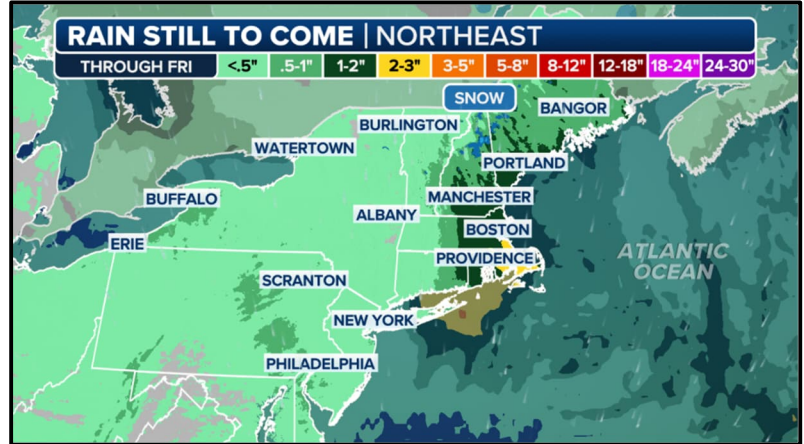 RAIN STILL TO COME | NORTHEAST
THROUGH FRI <.5" .5-1" 1-2" 2-3" 3-5" 5-8" 8-12" 12-18" 18-24" 24-30"
SNOW
BANGOR
BURLINGTON
WATERTOWN
PORTLAND
BUFFALO
MANCHESTER
ALBANY
BOSTON
ERIE
PROVIDENCE
ATLANTIC
OCEAN
SCRANTON
NEW YORK
PHILADELPHIA